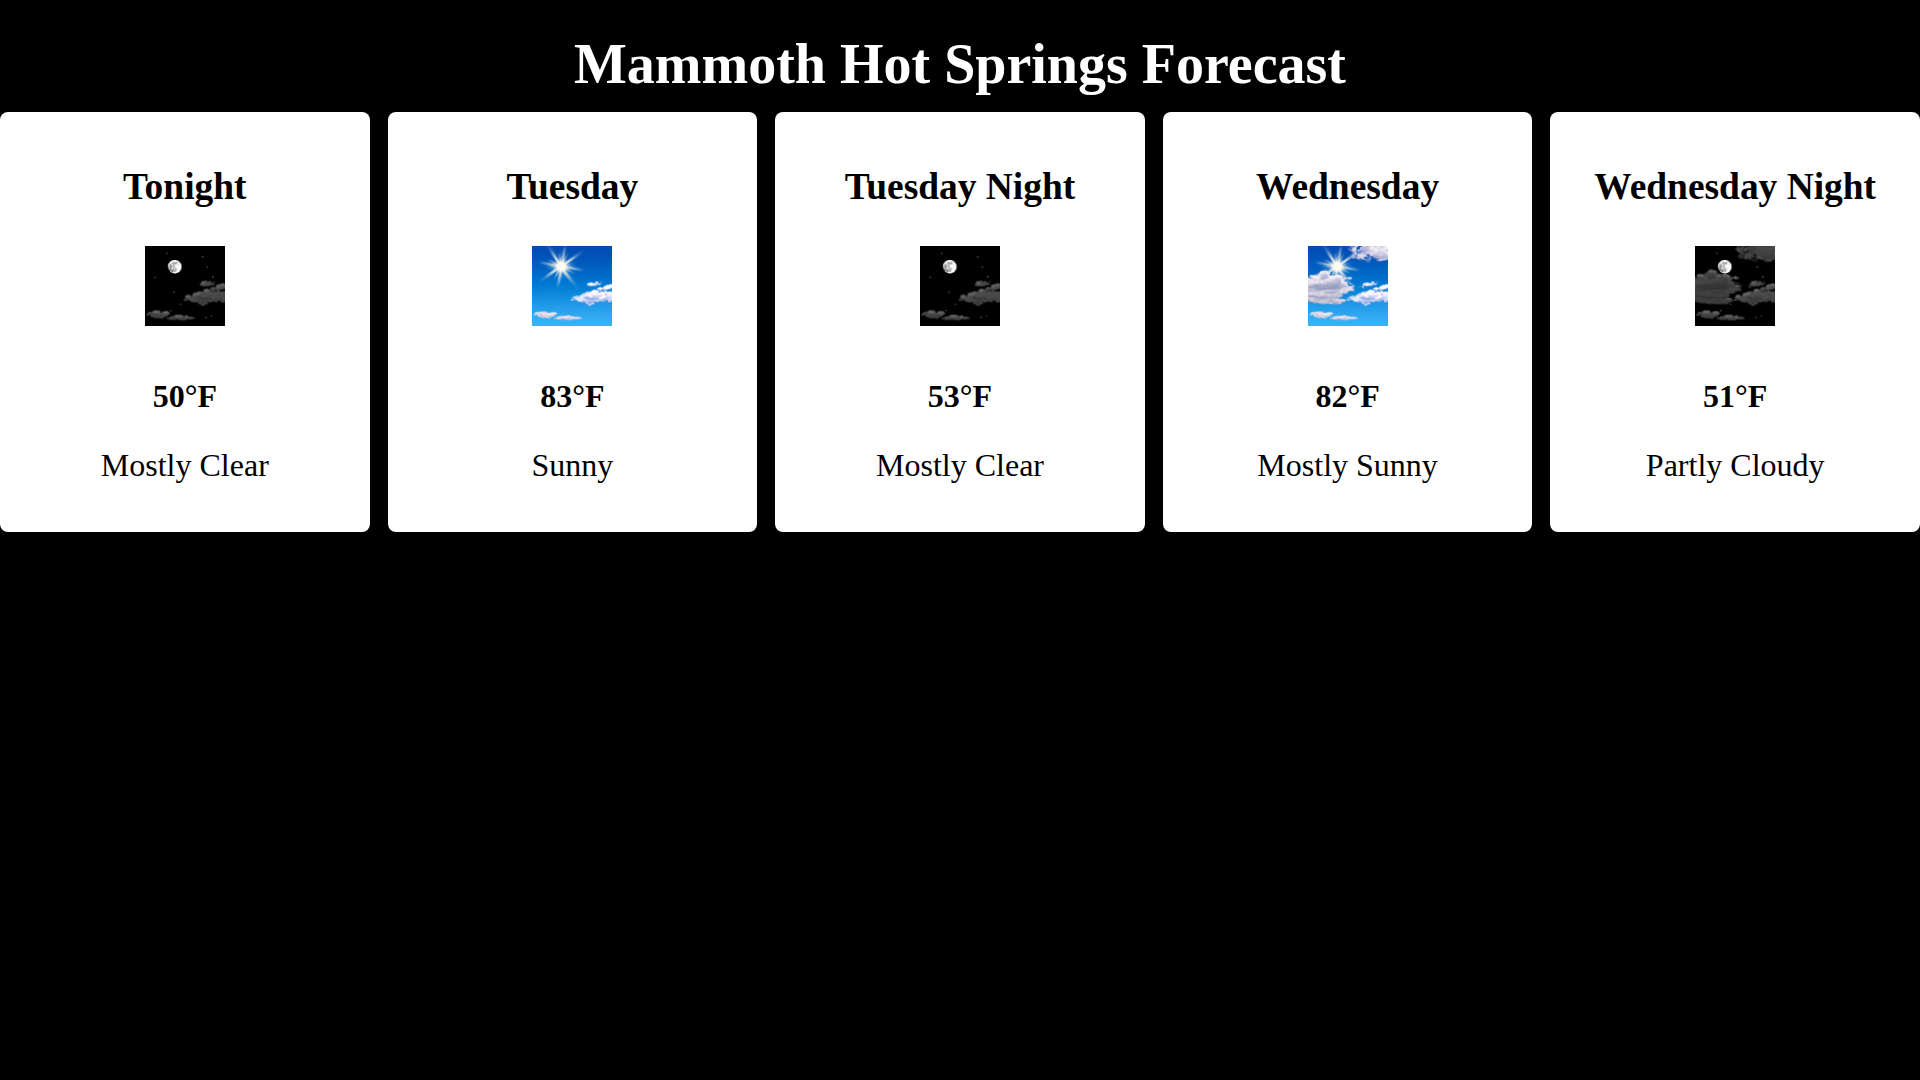 Mammoth Hot Springs Forecast
Tonight
50°F
Mostly Clear
Tuesday
83°F
Sunny
Tuesday Night
53°F
Mostly Clear
Wednesday
82°F
Mostly Sunny
Wednesday Night
51°F
Partly Cloudy